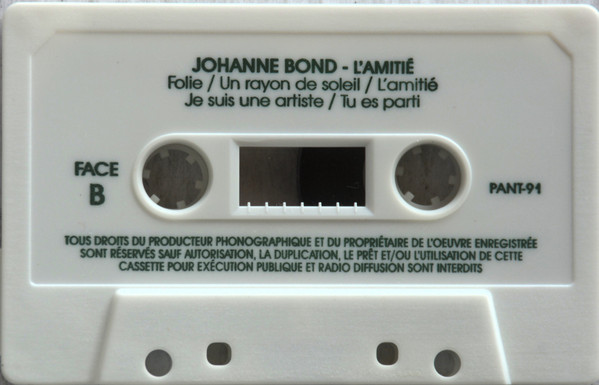 JOHANNE BOND - L'AMITIÉ
Folie / Un rayon de soleil / L'amitié
Je suis une artiste / Tu es parti
FACE
B
PANT-91
TOUS DROITS DU PRODUCTEUR PHONOGRAPHIQUE ET DU PROPRIÉTAIRE DE L'OEUVRE ENREGISTRÉE
SONT RÉSERVÉS SAUF AUTORISATION, LA DUPLICATION, LE PRÊT ET/OU L'UTILISATION DE CETTE
CASSETTE POUR EXÉCUTION PUBLIQUE ET RADIO DIFFUSION SONT INTERDITS